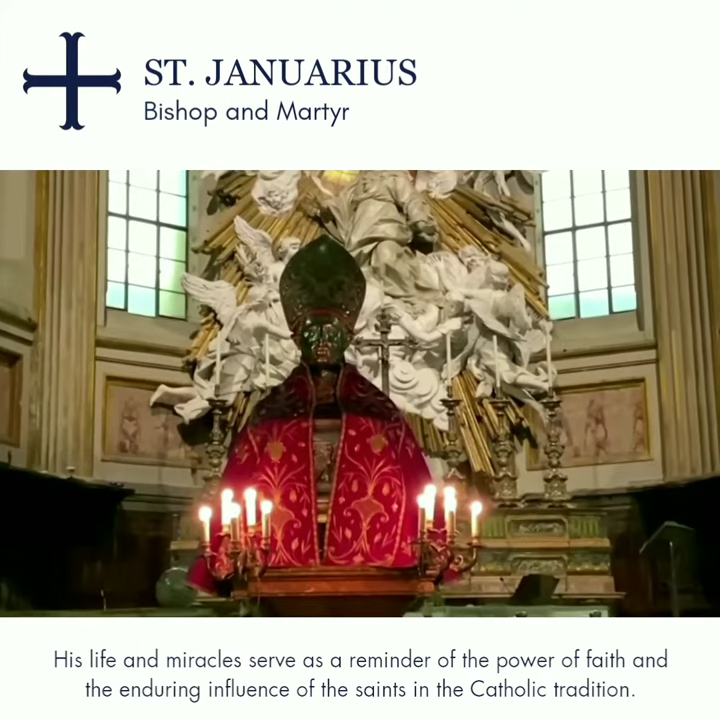 ST. JANUARIUS
Bishop and Martyr
His life and miracles serve as a reminder of the power of faith and
the enduring influence of the saints in the Catholic tradition.